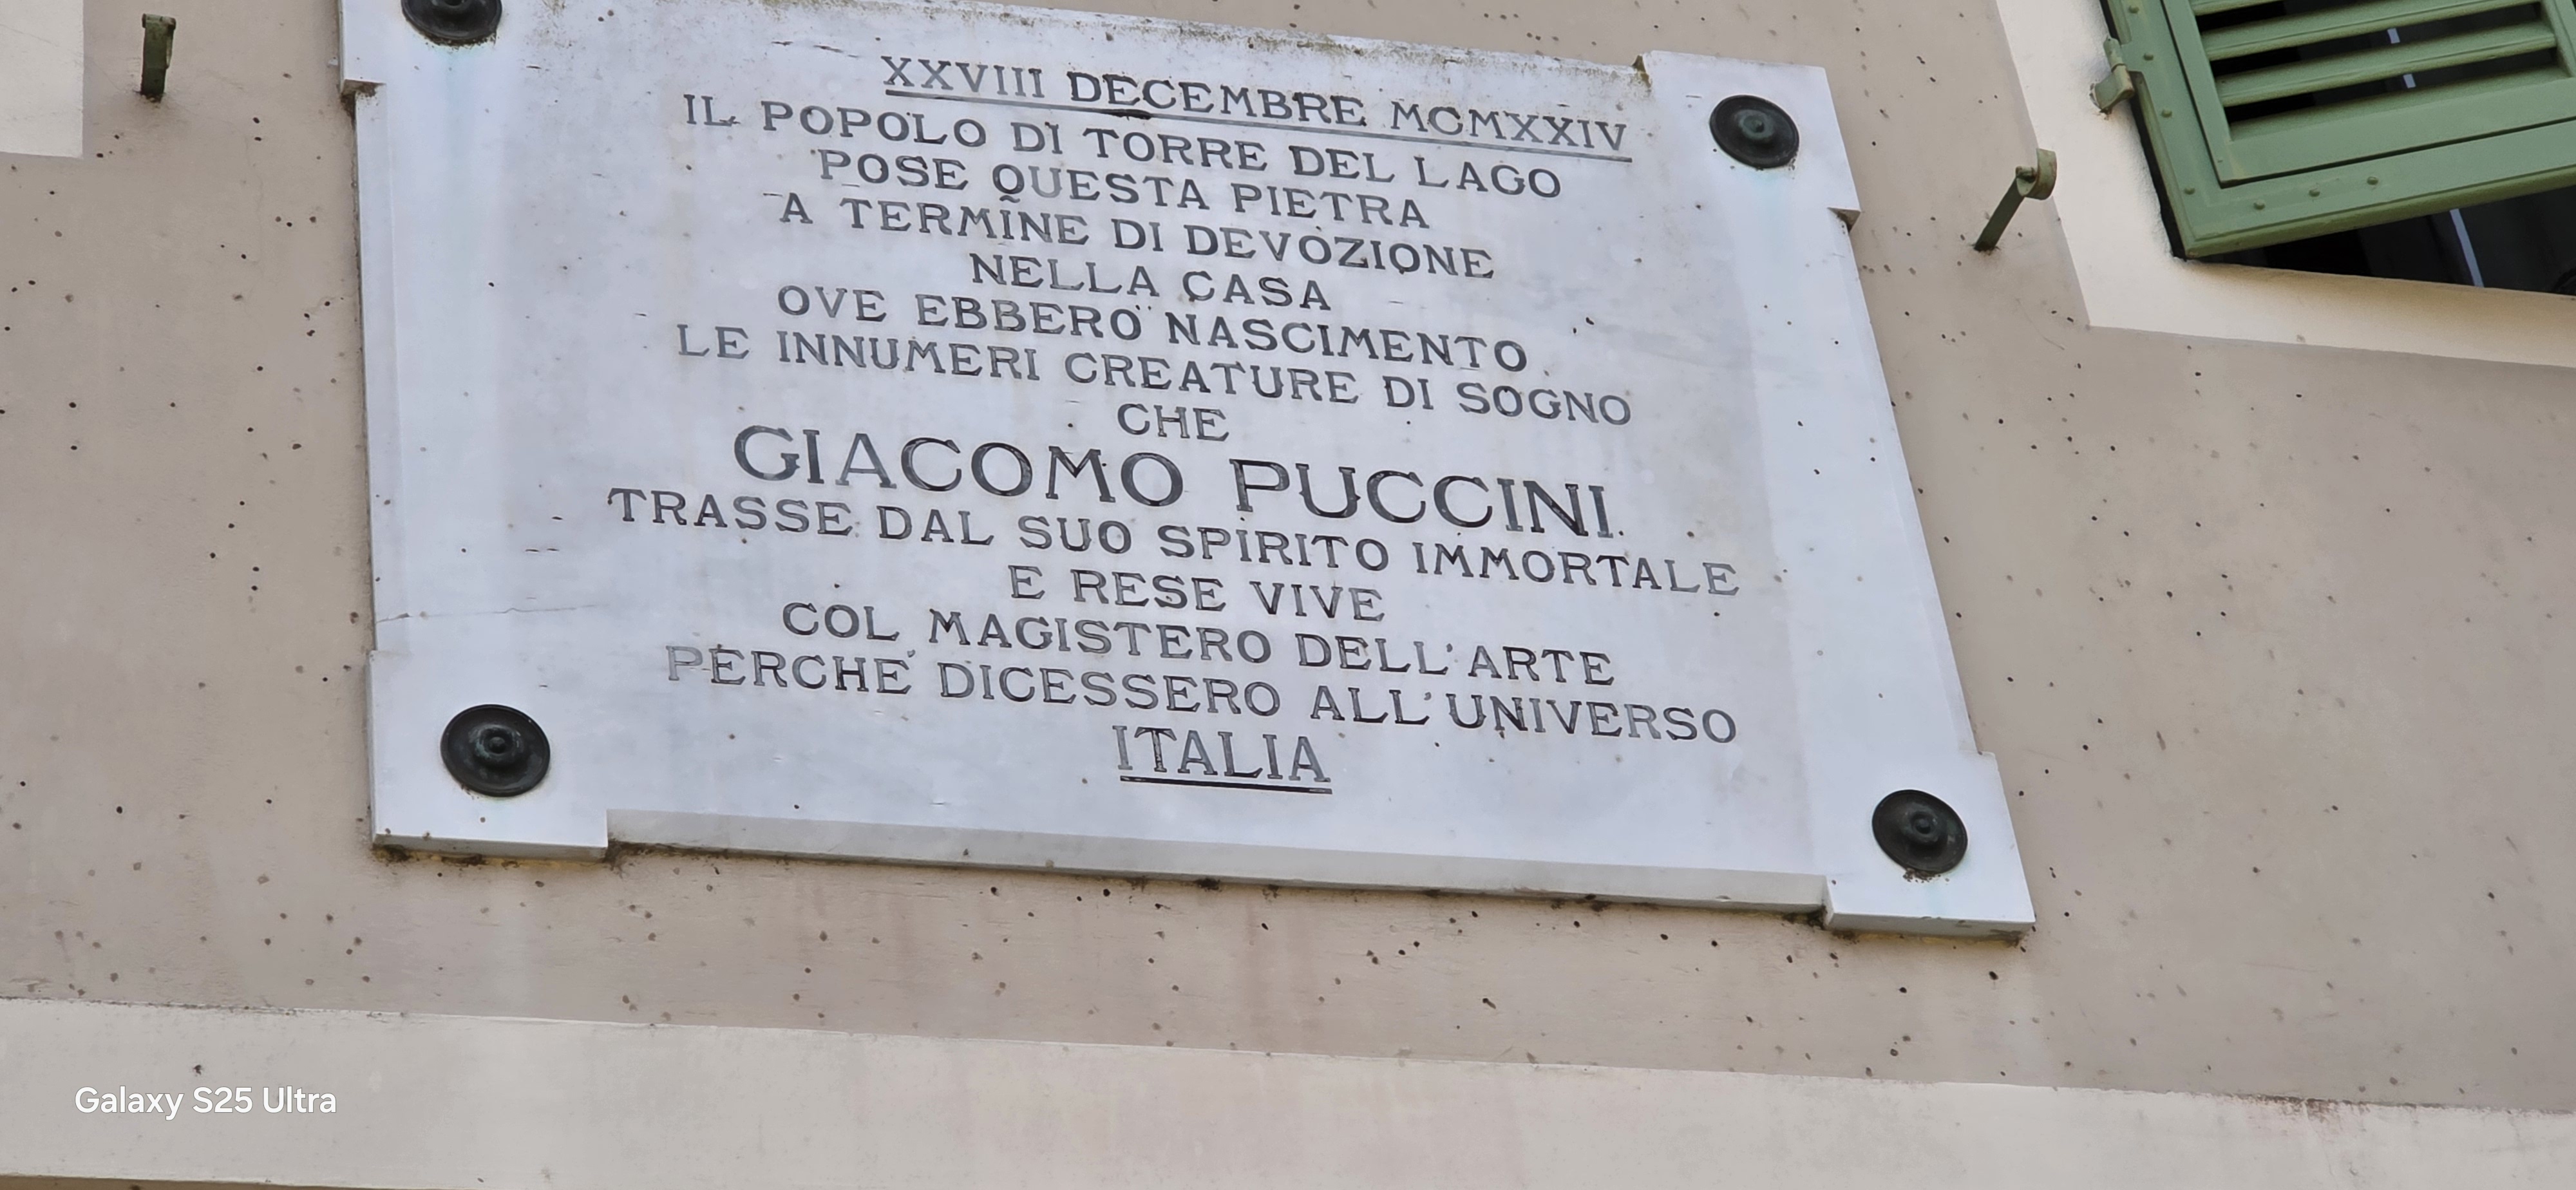 XXVIII DECEMBRE MCMXXIV
IL POPOLO DI TORRE DEL LAGO
POSE QUESTA PIETRA
A TERMINE DI DEVOZIONE
NELLA CASA
OVE EBBERO NASCIMENTO
LE INNUMERI CREATURE DI SOGNO
CHE
GIACOMO PUCCINI
TRASSE DAL SUO SPIRITO IMMORTALE
E RESE VIVE
COL MAGISTERO DELL'ARTE
PERCHE' DICESSERO ALL'UNIVERSO
ITALIA
Galaxy S25 Ultra